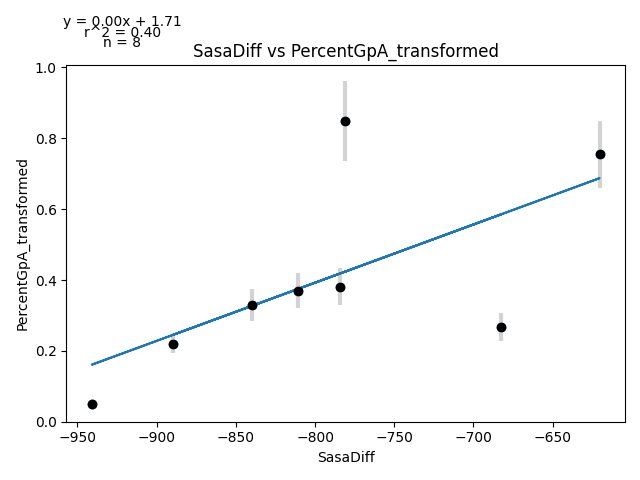 y = 0.00x + 1.71
r^2 = 0.40
n = 8
SasaDiff vs PercentGpA_transformed
1.0
0.8
0.6
0.4
0.2
0.0
PercentGpA_transformed
−950
−900
−850
−800
−750
−700
−650
SasaDiff